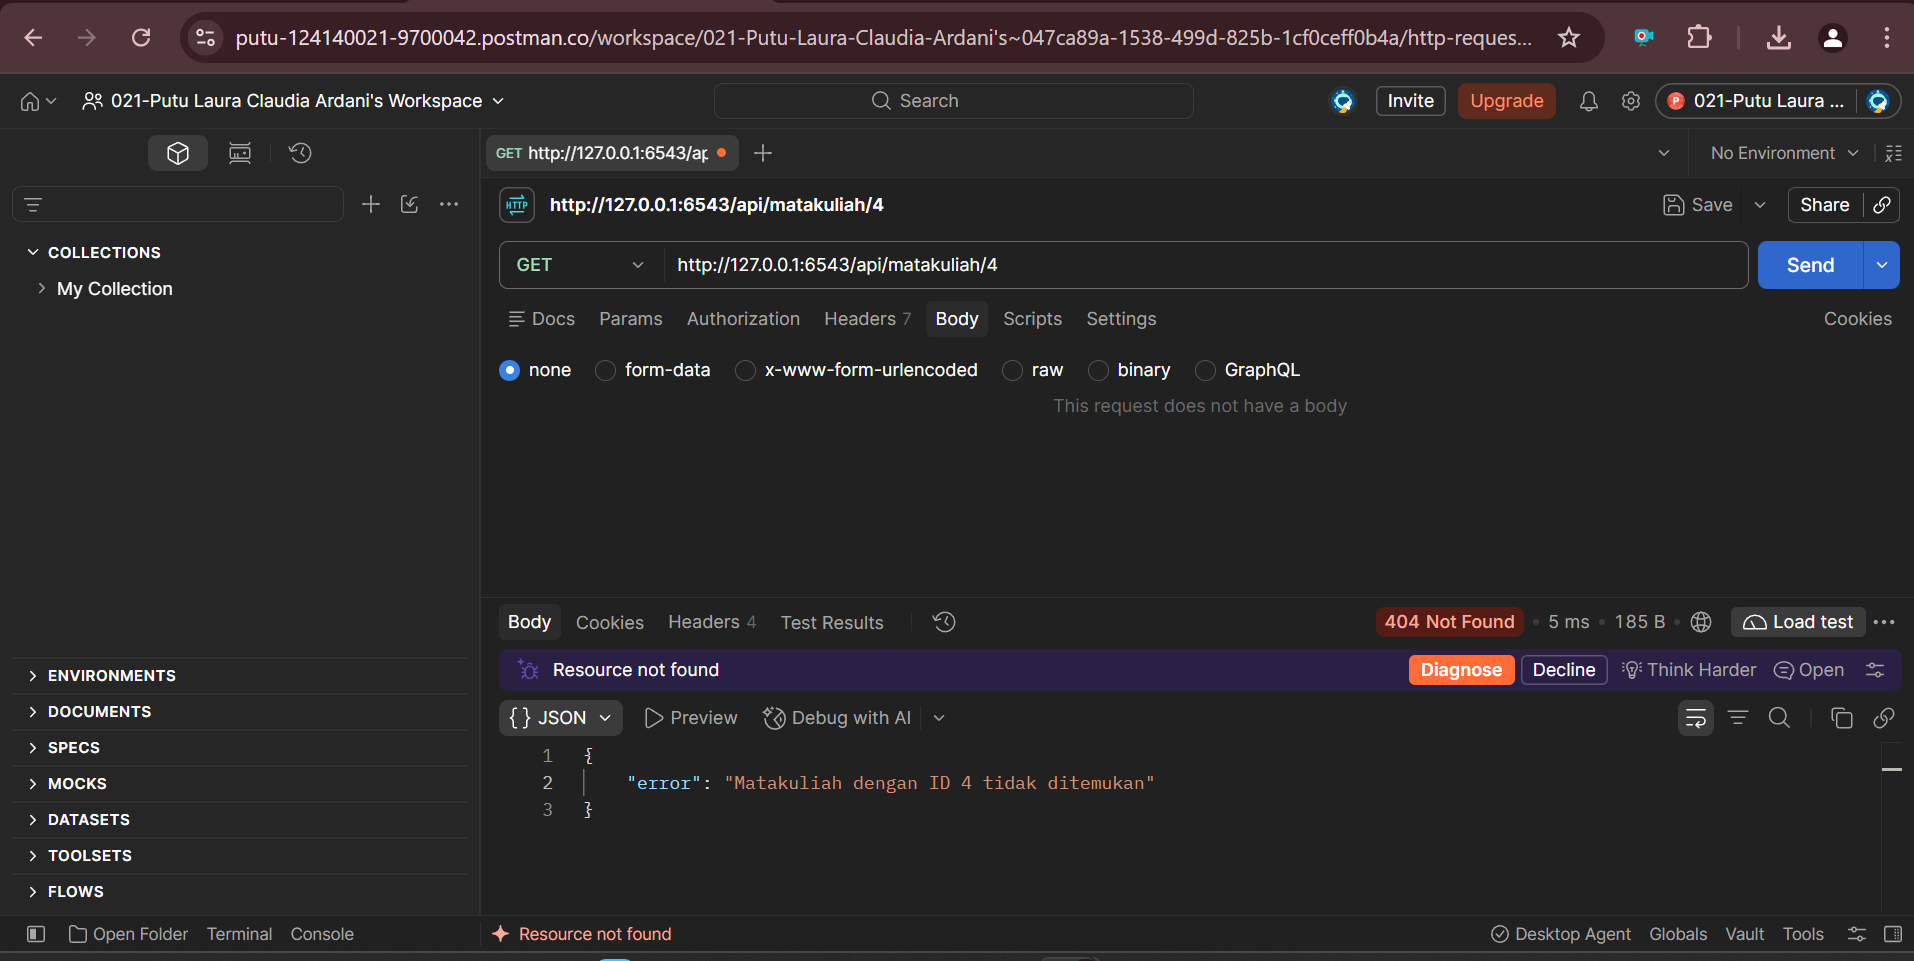 putu-124140021-9700042.postman.co/workspace/021-Putu-Laura-Claudia-Ardani's~047ca89a-1538-499d-825b-1cf0ceff0b4a/http-reques...
021-Putu Laura Claudia Ardani's Workspace
Search
Invite
Upgrade
021-Putu Laura ...
GET http://127.0.0.1:6543/ap
No Environment
HTTP
http://127.0.0.1:6543/api/matakuliah/4
Save
Share
COLLECTIONS
My Collection
GET
http://127.0.0.1:6543/api/matakuliah/4
Send
Docs Params Authorization Headers 7 Body Scripts Settings
Cookies
none form-data x-www-form-urlencoded raw binary GraphQL
This request does not have a body
Body Cookies Headers 4 Test Results
404 Not Found • 5 ms • 185 B •
Load test
Resource not found
Diagnose
Decline
Think Harder
Open
{} JSON
Preview
Debug with AI
1 {
2 "error": "Matakuliah dengan ID 4 tidak ditemukan"
3 }
ENVIRONMENTS
DOCUMENTS
SPECS
MOCKS
DATASETS
TOOLSETS
FLOWS
Open Folder Terminal Console
Resource not found
Desktop Agent Globals Vault Tools